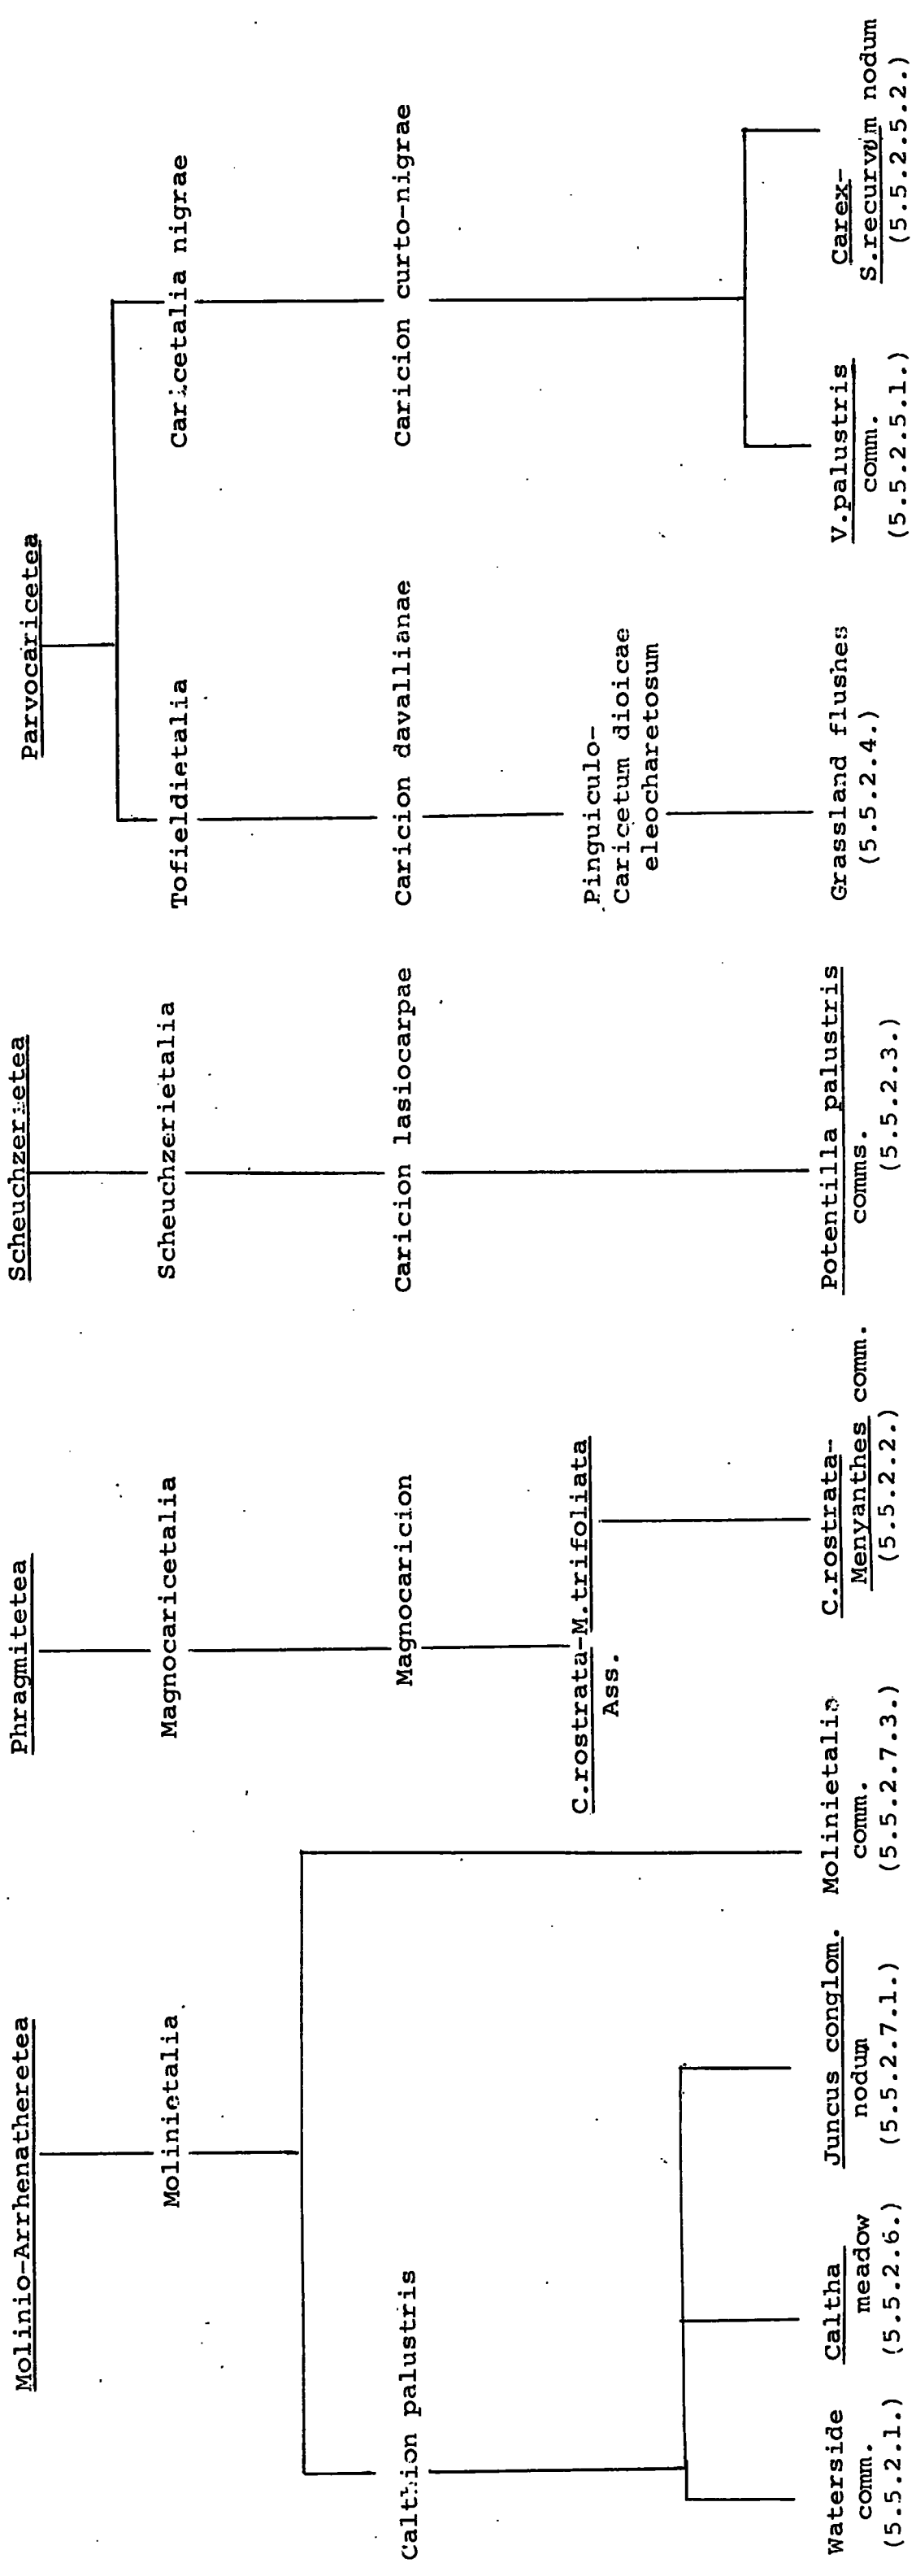 Molinio-Arrhenatheretea
Phragmitetea
Scheuchzerietea
Parvocaricetea
Molinietalia
Magnocaricetalia
Scheuchzerietalia
Tofieldietalia
Caricetalia nigrae
Calthion palustris
Magnocaricion
Caricion lasiocarpae
Caricion davallianae
Caricion curto-nigrae
C.rostrata-M.trifoliata
Ass.
Pinguiculo-
Caricetum dioicae
eleocharetosum
Waterside
comm.
(5.5.2.1.)
Caltha
meadow
(5.5.2.6.)
Juncus conglom.
nodum
(5.5.2.7.1.)
Molinietalia
comm.
(5.5.2.7.3.)
C.rostrata-
Menyanthes comm.
(5.5.2.2.)
Potentilla palustris
comms.
(5.5.2.3.)
Grassland flushes
(5.5.2.4.)
V.palustris
comm.
(5.5.2.5.1.)
Carex-
S.recurvum nodum
(5.5.2.5.2.)